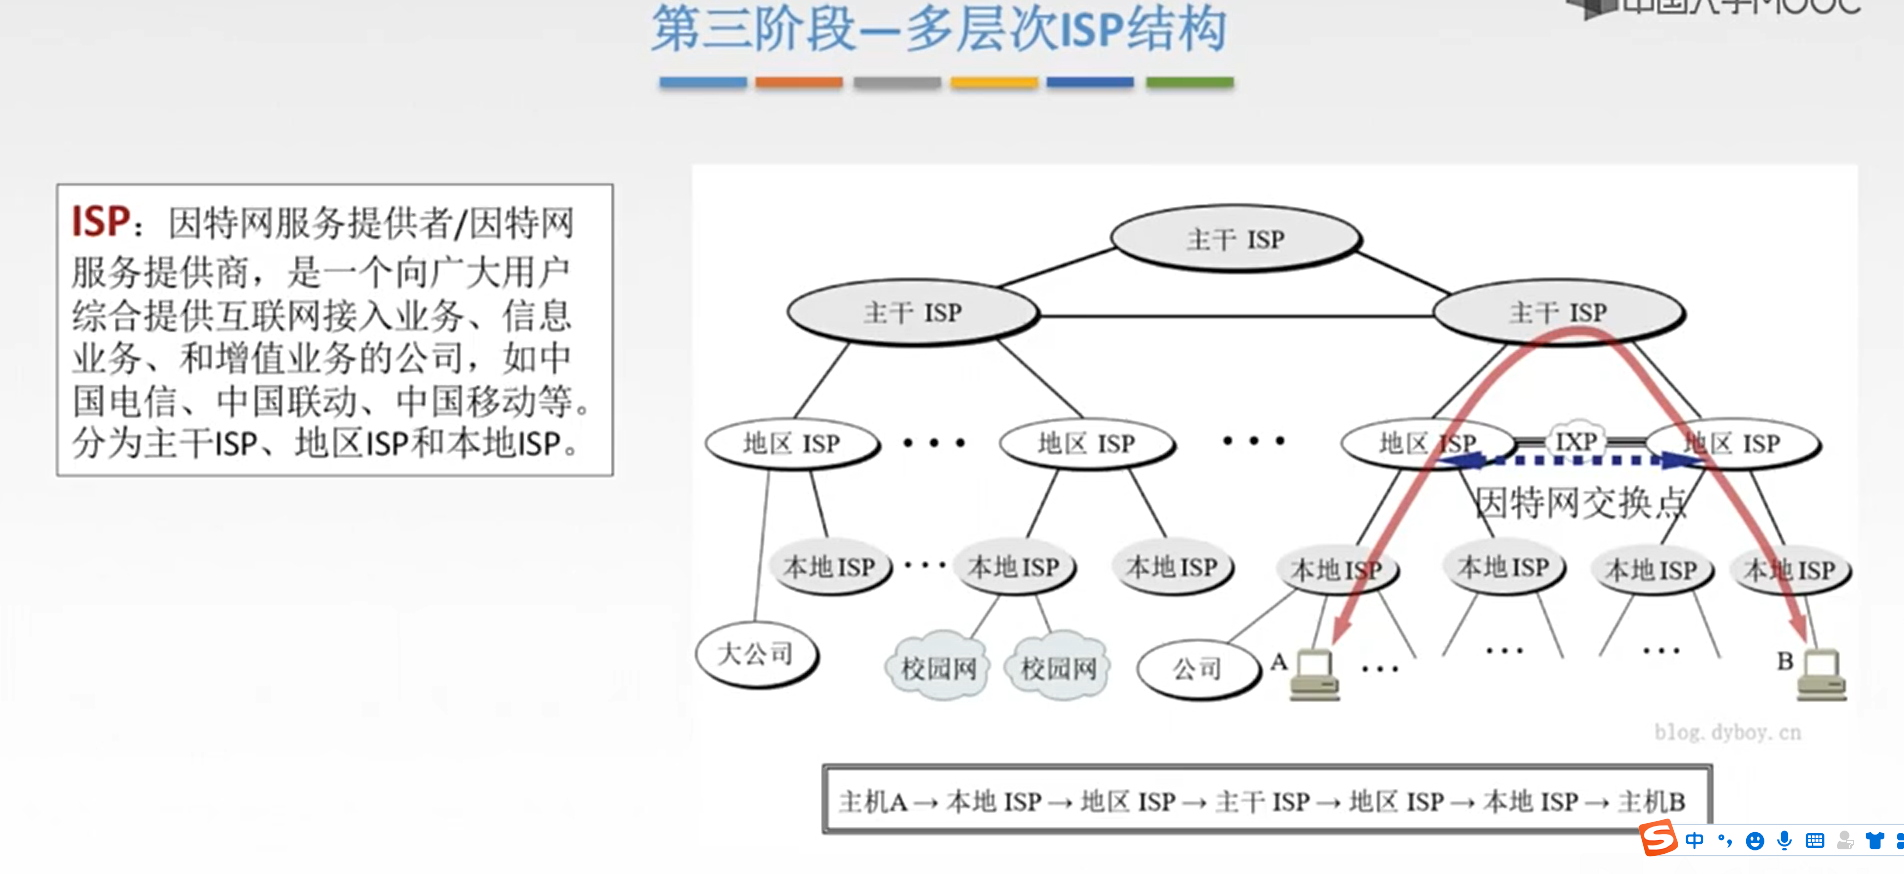 第三阶段—多层次ISP结构
中国大学MOOC
ISP：因特网服务提供者/因特网
服务提供商，是一个向广大用户
综合提供互联网接入业务、信息
业务、和增值业务的公司，如中
国电信、中国联动、中国移动等。
分为主干ISP、地区ISP和本地ISP。
主干 ISP
主干 ISP
主干 ISP
地区 ISP
地区 ISP
地区 ISP
IXP
地区 ISP
因特网交换点
本地ISP
本地ISP
本地ISP
本地ISP
本地ISP
本地ISP
本地ISP
大公司
校园网
校园网
公司
A
B
blog.dyboy.cn
主机A→本地 ISP→地区 ISP→主干 ISP→地区 ISP→本地 ISP→主机B
中